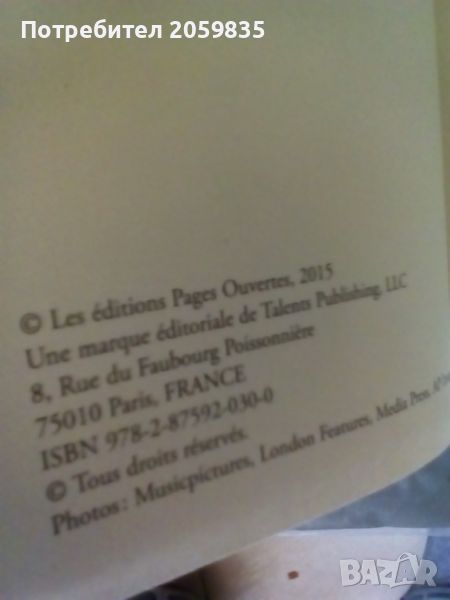 Потребител 2059835
© Les éditions Pages Ouvertes, 2015
Une marque éditoriale de Talents Publishing, LLC
8, Rue du Faubourg Poissonnière
75010 Paris, FRANCE
ISBN 978-2-87592-030-0
© Tous droits réservés.
Photos : Musicpictures, London Features, Media Press,
BAZAR